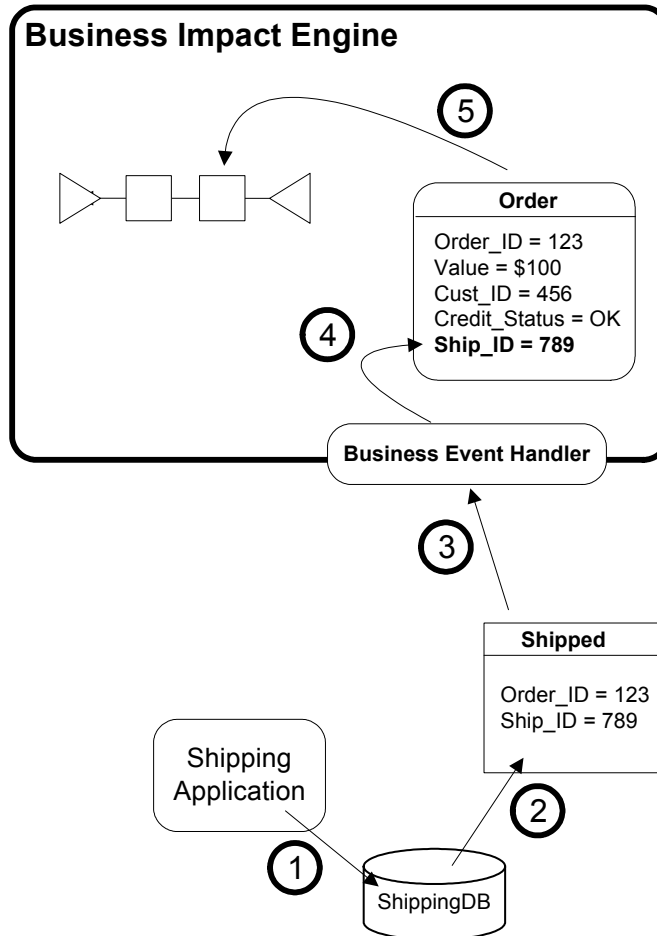 Business Impact Engine
5
Order
Order_ID = 123
Value = $100
Cust_ID = 456
Credit_Status = OK
Ship_ID = 789
4
Business Event Handler
3
Shipped
Order_ID = 123
Ship_ID = 789
Shipping
Application
2
1
ShippingDB